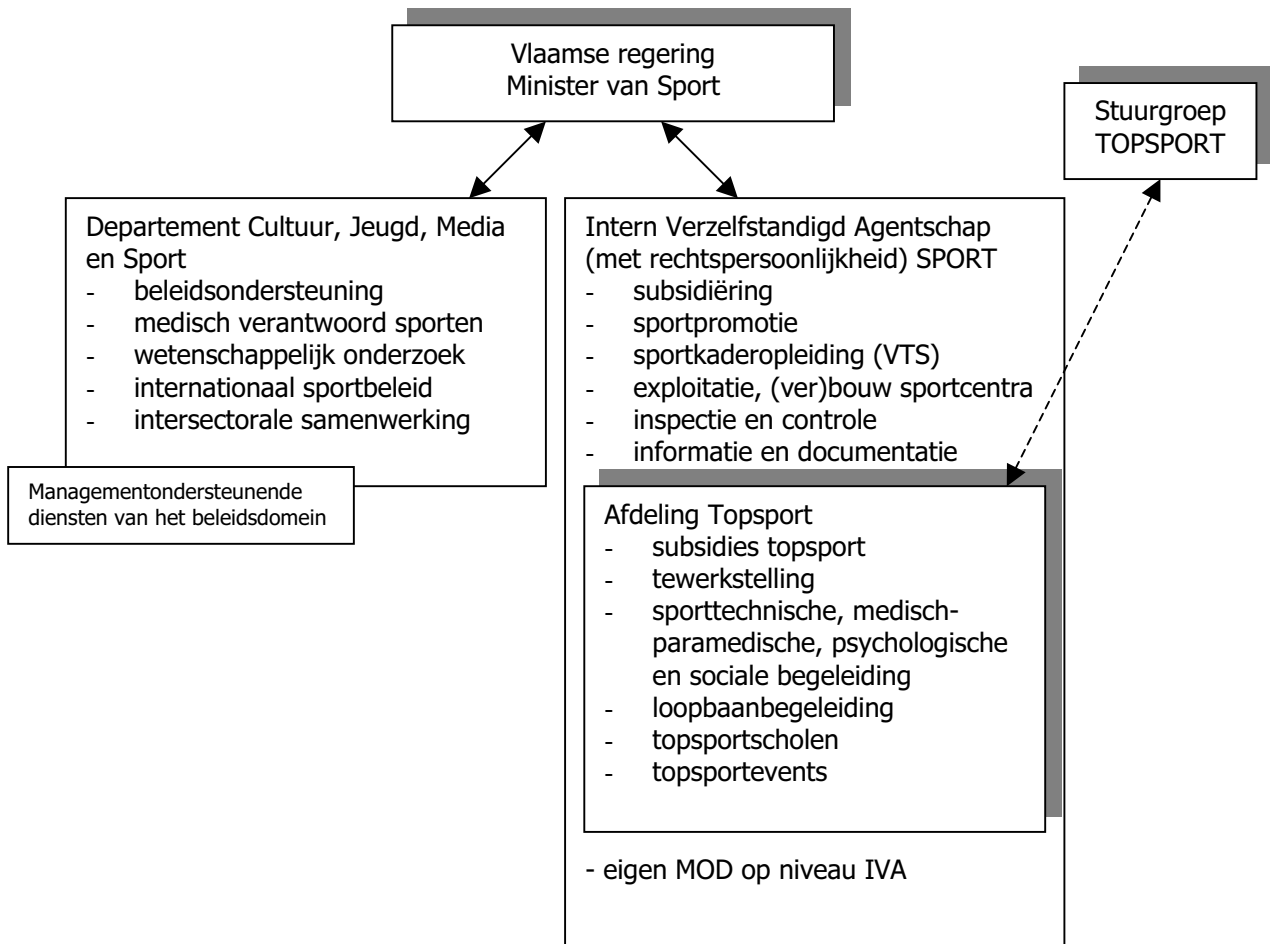 Vlaamse regering
Minister van Sport
Stuurgroep
TOPSPORT
Departement Cultuur, Jeugd, Media
en Sport
- beleidsondersteuning
- medisch verantwoord sporten
- wetenschappelijk onderzoek
- internationaal sportbeleid
- intersectorale samenwerking
Managementondersteunende
diensten van het beleidsdomein
Intern Verzelfstandigd Agentschap
(met rechtspersoonlijkheid) SPORT
- subsidiëring
- sportpromotie
- sportkaderopleiding (VTS)
- exploitatie, (ver)bouw sportcentra
- inspectie en controle
- informatie en documentatie
Afdeling Topsport
- subsidies topsport
- tewerkstelling
- sporttechnische, medisch-
paramedische, psychologische
en sociale begeleiding
- loopbaanbegeleiding
- topsportscholen
- topsportevents
- eigen MOD op niveau IVA